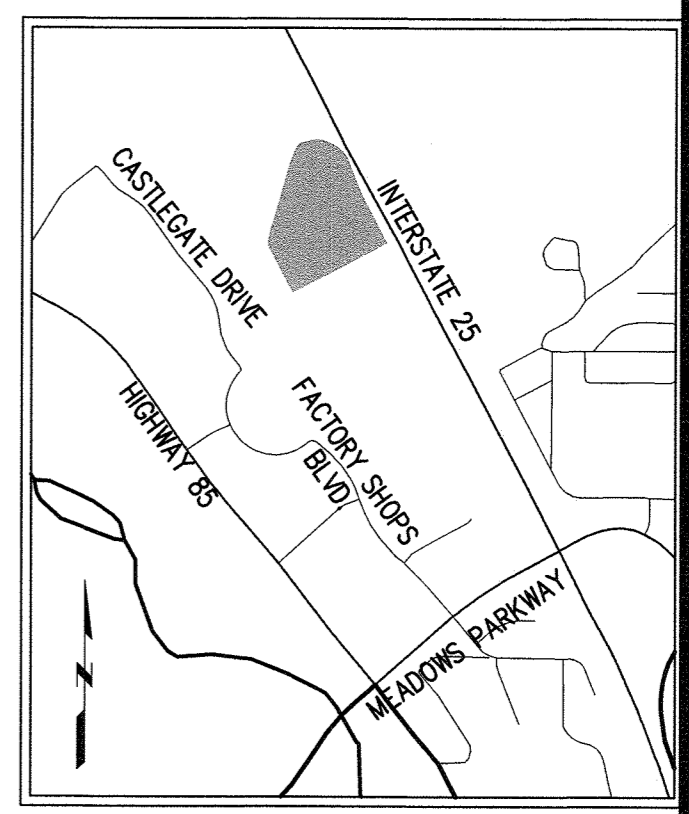 CASTLEGATE DRIVE
INTERSTATE 25
HIGHWAY 85
FACTORY SHOPS
BLVD
MEADOWS PARKWAY
N